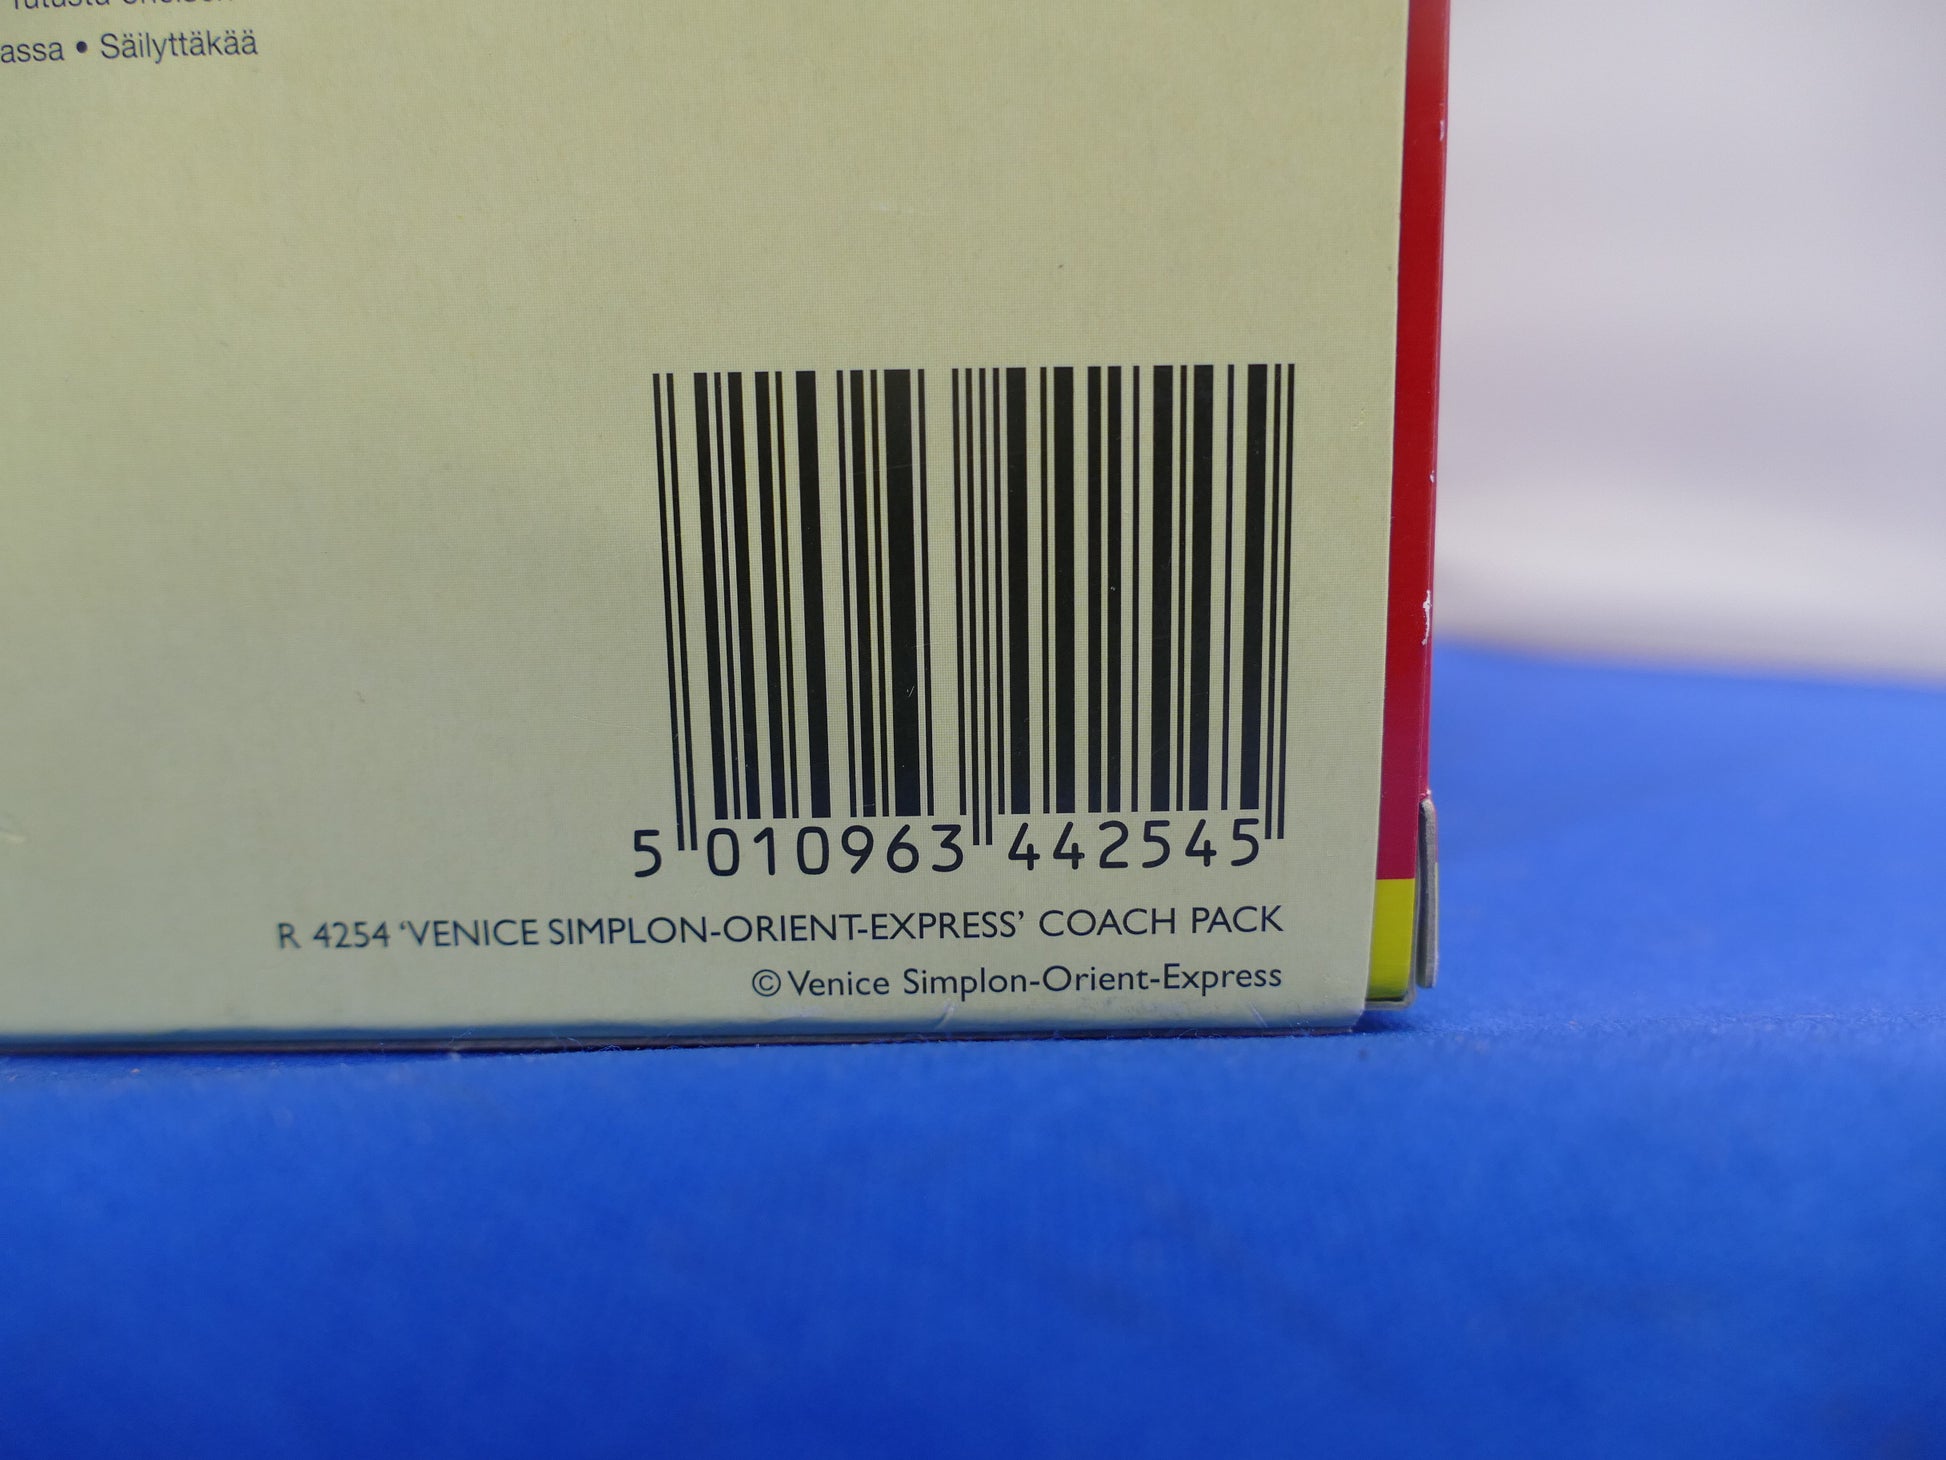 assa • Säilyttäkää
5 010963 442545
R 4254 ‘VENICE SIMPLON-ORIENT-EXPRESS’ COACH PACK
© Venice Simplon-Orient-Express